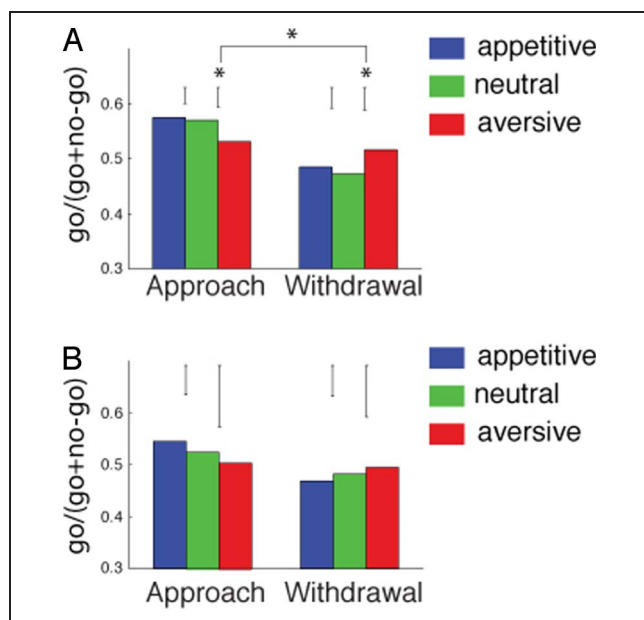 A
*
* *
appetitive
neutral
aversive
go/(go+no-go)
0.6
0.5
0.4
0.3
Approach Withdrawal
B
appetitive
neutral
aversive
go/(go+no-go)
0.6
0.5
0.4
0.3
Approach Withdrawal